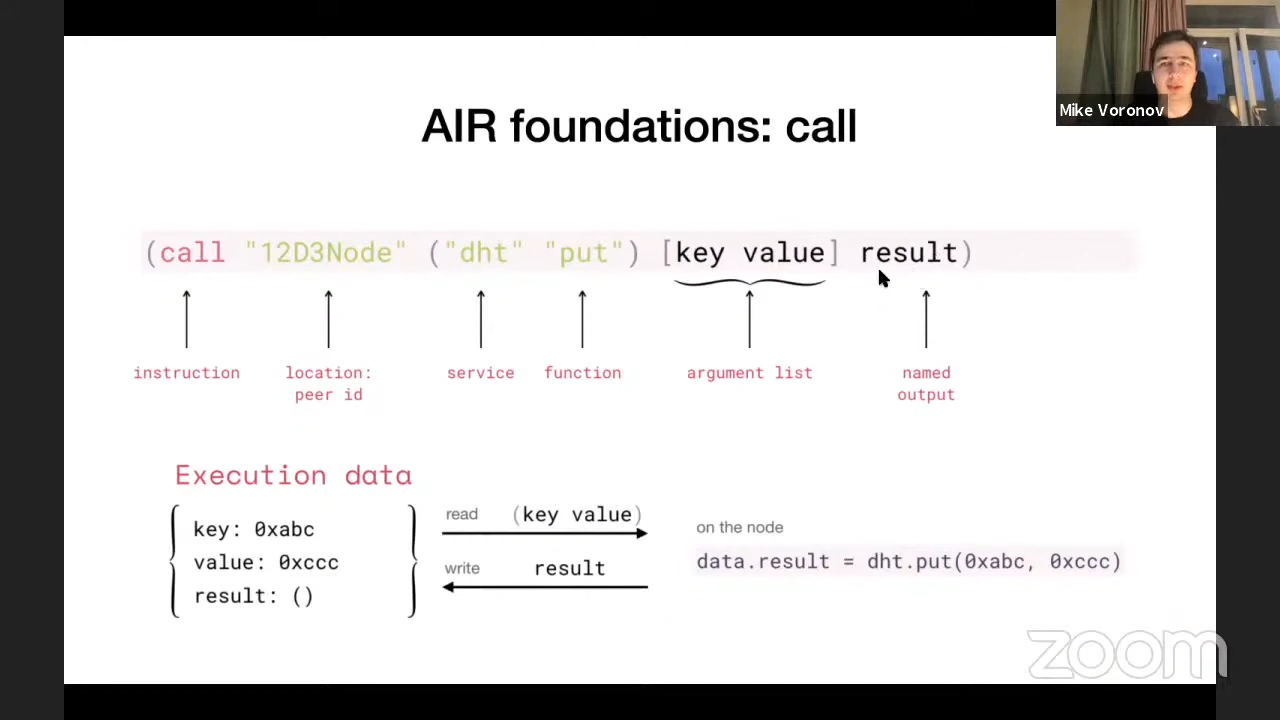 Mike Voronov
AIR foundations: call
(call "12D3Node" ("dht" "put") [key value] result)
instruction
location:
peer id
service
function
argument list
named
output
Execution data
key: 0xabc
value: 0xccc
result: ()
read (key value)
write result
on the node
data.result = dht.put(0xabc, 0xccc)
zoom